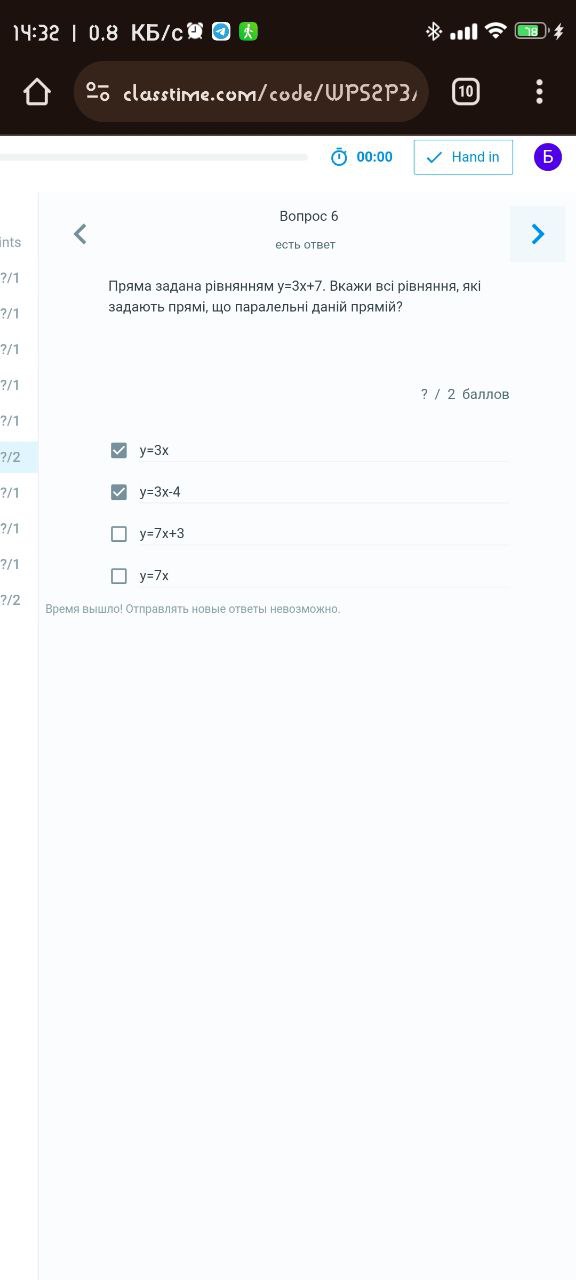 14:32 | 0.8 КБ/с
78
classtime.com/code/WPS2P3
10
00:00
Hand in
Б
ints
?/1
?/1
?/1
?/1
?/1
?/2
?/1
?/1
?/1
?/2
Вопрос 6
есть ответ
Пряма задана рівнянням y=3x+7. Вкажи всі рівняння, які
задають прямі, що паралельні даній прямій?
? / 2 баллов
y=3x
y=3x-4
y=7x+3
y=7x
Время вышло! Отправлять новые ответы невозможно.